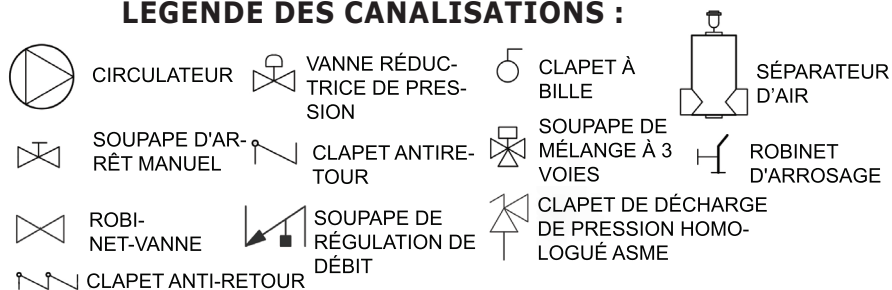 LÉGENDE DES CANALISATIONS :
CIRCULATEUR
VANNE RÉDUC-
TRICE DE PRES-
SION
CLAPET À
BILLE
SÉPARATEUR
D'AIR
SOUPAPE D'AR-
RÊT MANUEL
CLAPET ANTIRE-
TOUR
SOUPAPE DE
MÉLANGE À 3
VOIES
ROBINET
D'ARROSAGE
ROBI-
NET-VANNE
SOUPAPE DE
RÉGULATION DE
DÉBIT
CLAPET DE DÉCHARGE
DE PRESSION HOMO-
LOGUÉ ASME
CLAPET ANTI-RETOUR